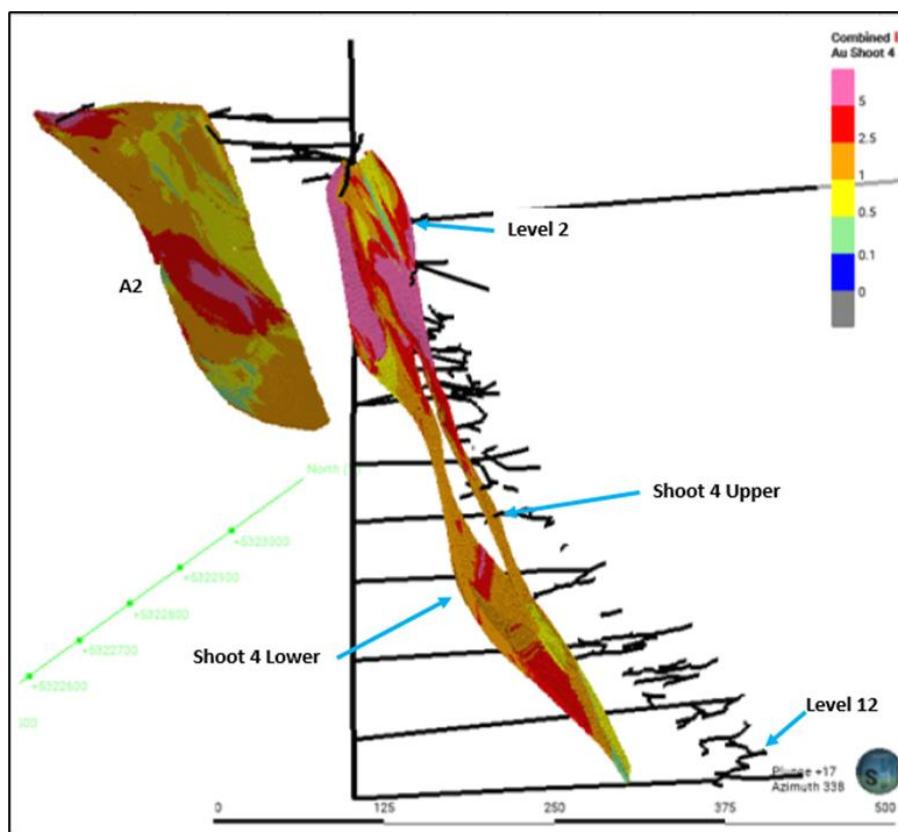 Combined
Au Shoot 4
5
2.5
1
0.5
0.1
0
Level 2
A2
North
Shoot 4 Upper
+5323000
+5322900
+5322800
+5322700
+5322600
Shoot 4 Lower
Level 12
Plunge +17
Azimuth 338
S
0
125
250
375
500